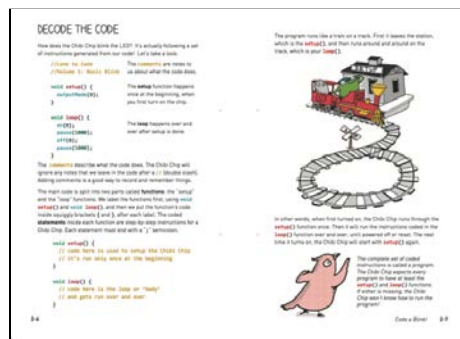 DECODE THE CODE
How does the Chibi Chip blink the LED? It's actually following a set
of instructions generated from our code! Let's take a look:
//Love to Code
//Volume 1: Basic Blink
The comments are notes to
us about what the code does.
void setup() {
outputMode(0);
}
The setup function happens
once at the beginning, when
you first turn on the chip.
void loop() {
on(0);
pause(1000);
off(0);
pause(1000);
}
The loop happens over and
over after setup is done.
The comments describe what the code does. The Chibi Chip will
ignore any notes that we leave in the code after a // (double slash).
Adding comments is a good way to record and remember things.
The main code is split into two parts called functions: the "setup"
and the "loop" functions. We label the functions first, using void
setup() and void loop(), and then we put the function's code
inside squiggly brackets { and }, after each label. The coded
statements inside each function are step-by-step instructions for a
Chibi Chip. Each statement must end with a ";" semicolon.
void setup() {
// code here is used to setup the Chibi Chip
// it's run only once at the beginning
}
void loop() {
// code here is the loop or "body"
// and gets run over and over
}
The program runs like a train on a track. First it leaves the station,
which is the setup(), and then runs around and around on the
track, which is your loop().
In other words, when first turned on, the Chibi Chip runs through the
setup() function once. Then it will run the instructions coded in the
loop() function over and over, until powered off or reset. The next
time it turns on, the Chibi Chip will start with setup() again.
The complete set of coded
instructions is called a program.
The Chibi Chip expects every
program to have at least the
setup() and loop() functions.
If either is missing, the Chibi
Chip won't know how to run the
program!
Code a Blink!